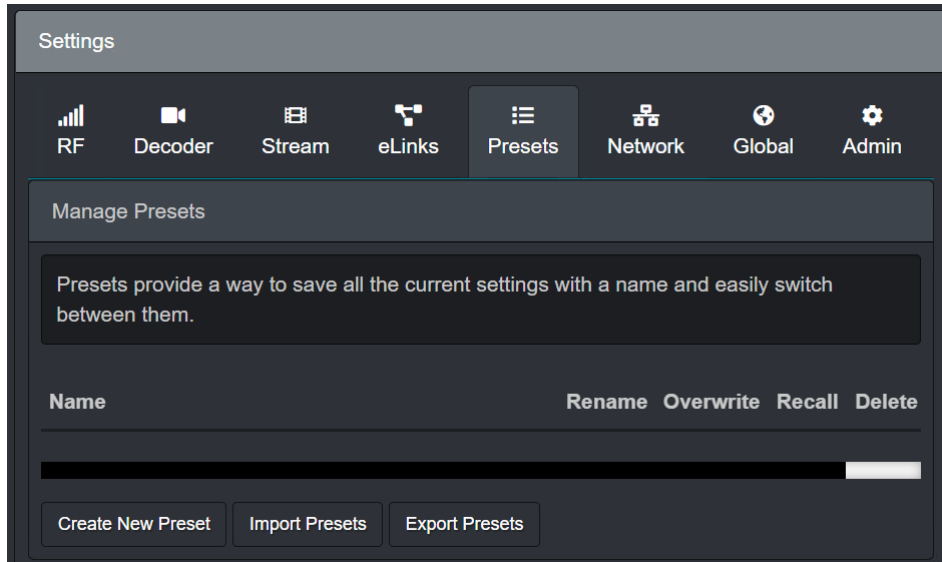 Settings
RF Decoder Stream eLinks Presets Network Global Admin
Manage Presets
Presets provide a way to save all the current settings with a name and easily switch
between them.
Name Rename Overwrite Recall Delete
Create New Preset Import Presets Export Presets